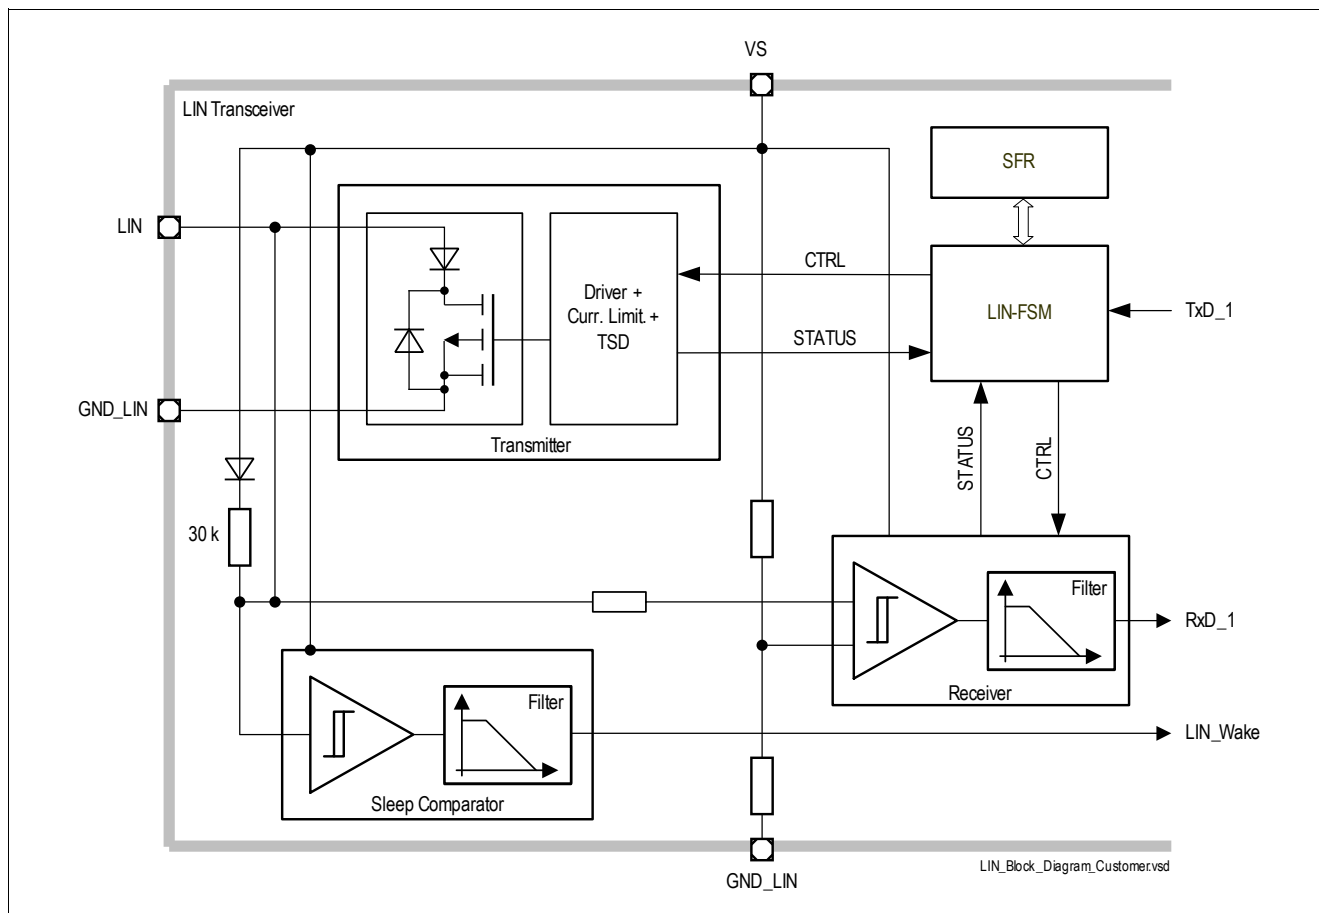 VS
LIN Transceiver
SFR
LIN
CTRL
Driver +
Curr. Limit. +
TSD
LIN-FSM
TxD_1
STATUS
GND_LIN
Transmitter
STATUS
CTRL
30 k
Filter
RxD_1
Receiver
Filter
LIN_Wake
Sleep Comparator
LIN_Block_Diagram_Customer.vsd
GND_LIN